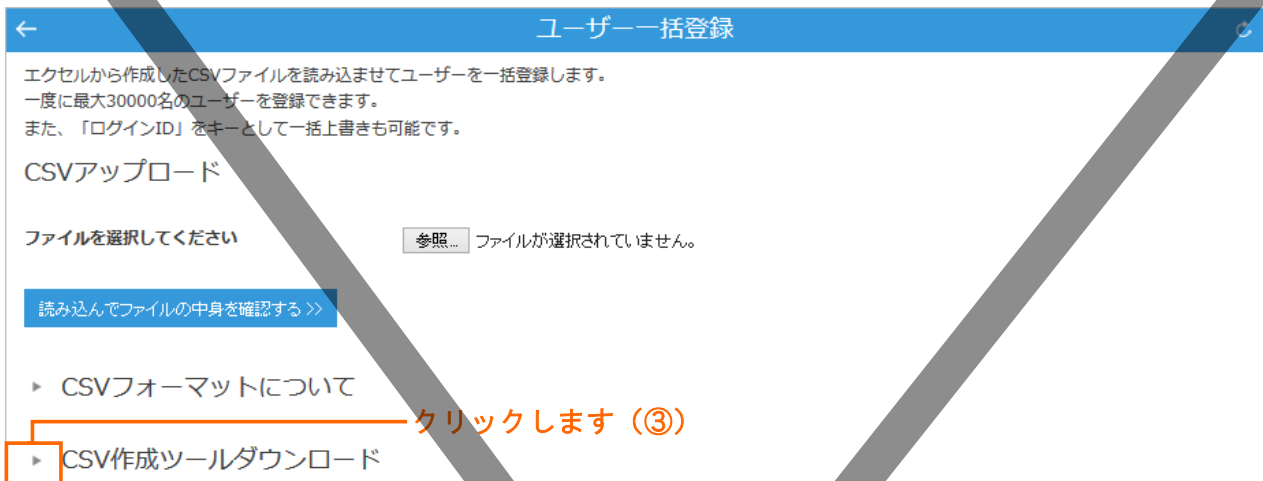 ユーザー一括登録
エクセルから作成したCSVファイルを読み込ませてユーザーを一括登録します。
一度に最大30000名のユーザーを登録できます。
また、「ログインID」をキーとして一括上書きも可能です。
CSVアップロード
ファイルを選択してください
参照... ファイルが選択されていません。
読み込んでファイルの中身を確認する >>
CSVフォーマットについて
クリックします（③）
CSV作成ツールダウンロード